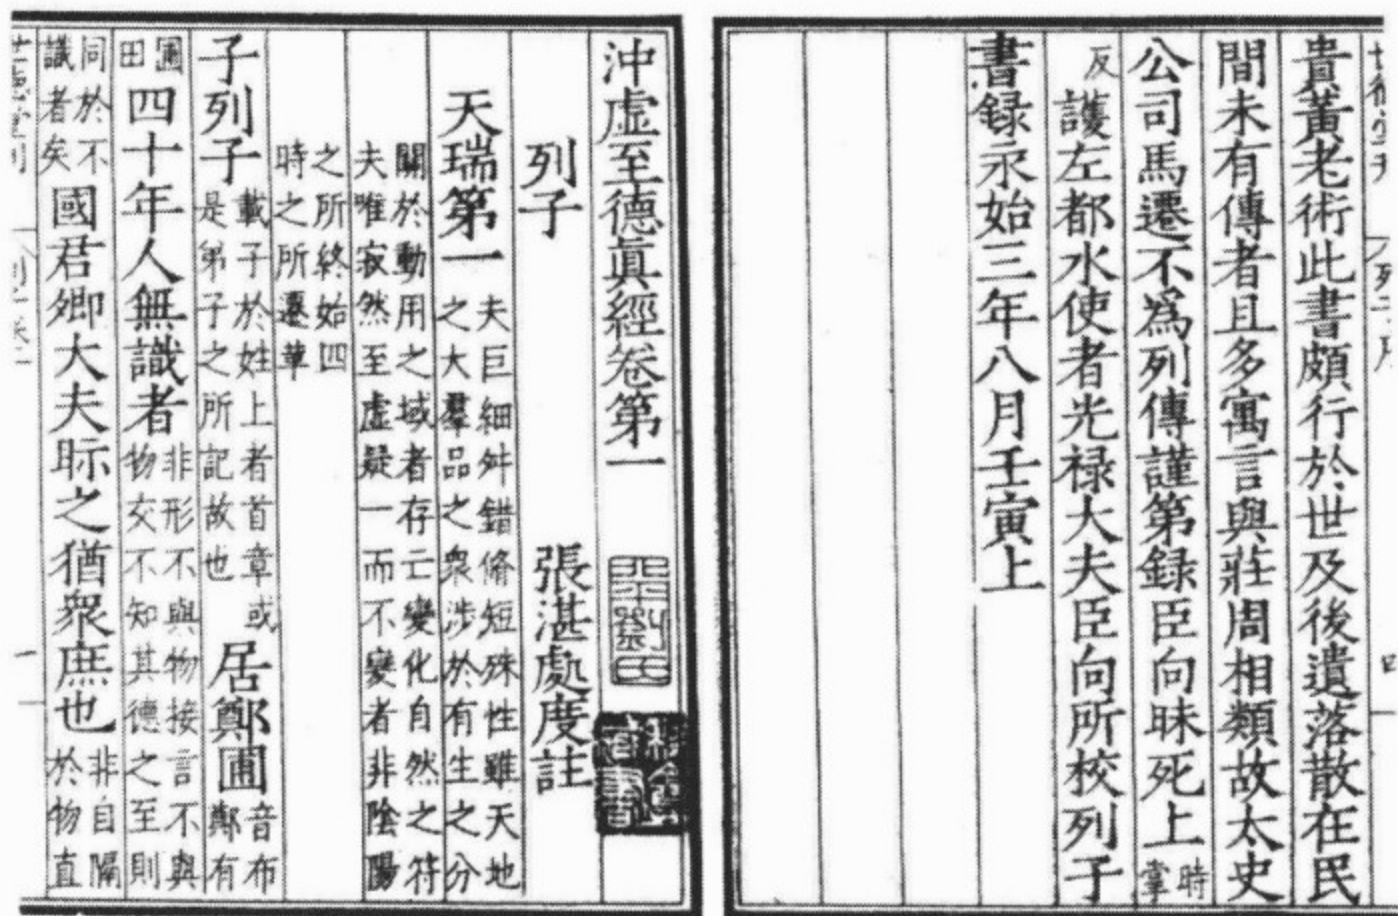 貴黃老術此書頗行於世及後遺落散在民
間未有傳者且多寓言與莊周相類故太史
公司馬遷不爲列傳謹第録臣向昧死上時掌
反護左都水使者光禄大夫臣向所校列子
書録永始三年八月壬寅上
沖虛至德眞經卷第一
列子 張湛處度註
天瑞第一夫巨細舛錯脩短殊性雖天地之大羣品之衆涉於有生之分
關於動用之域者存亡變化自然之符夫唯寂然至虛凝一而不變者非陰陽
之所終始四時之所遷革
子列子載子於姓上者首章或是弟子之所記故也居鄭圃音布鄭有
圃田四十年人無識者非形不與物接言不與物交不知其德之至則
同於不識者矣國君卿大夫眎之猶衆庶也非自隔於物直